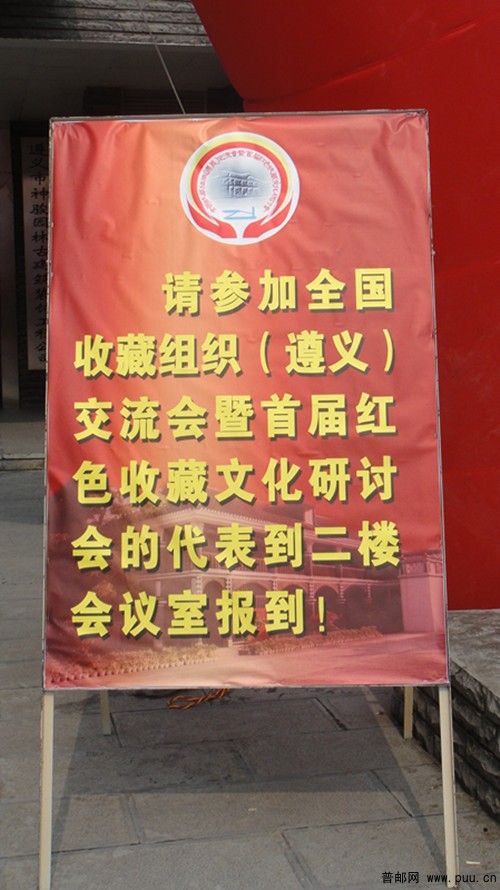 请参加全国
收藏组织（遵义）
交流会暨首届红
色收藏文化研讨
会的代表到二楼
会议室报到！
普邮网 www.puu.cn